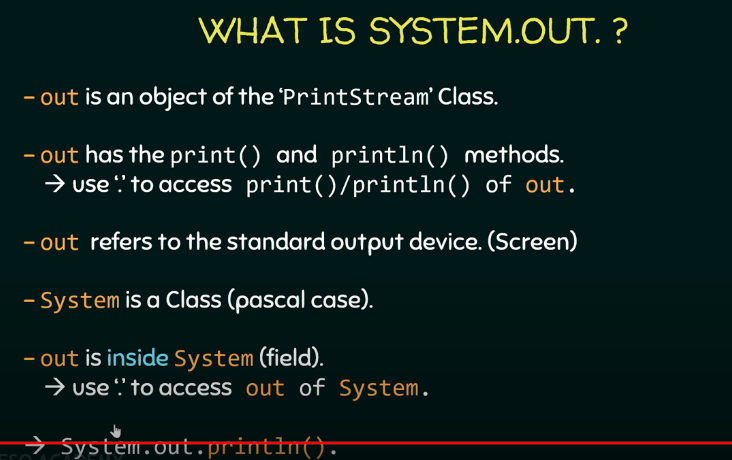 WHAT IS SYSTEM.OUT. ?
– out is an object of the ‘PrintStream’ Class.
– out has the print() and println() methods.
→ use ‘.’ to access print()/println() of out.
– out refers to the standard output device. (Screen)
– System is a Class (pascal case).
– out is inside System (field).
→ use ‘.’ to access out of System.
→ System.out.println().